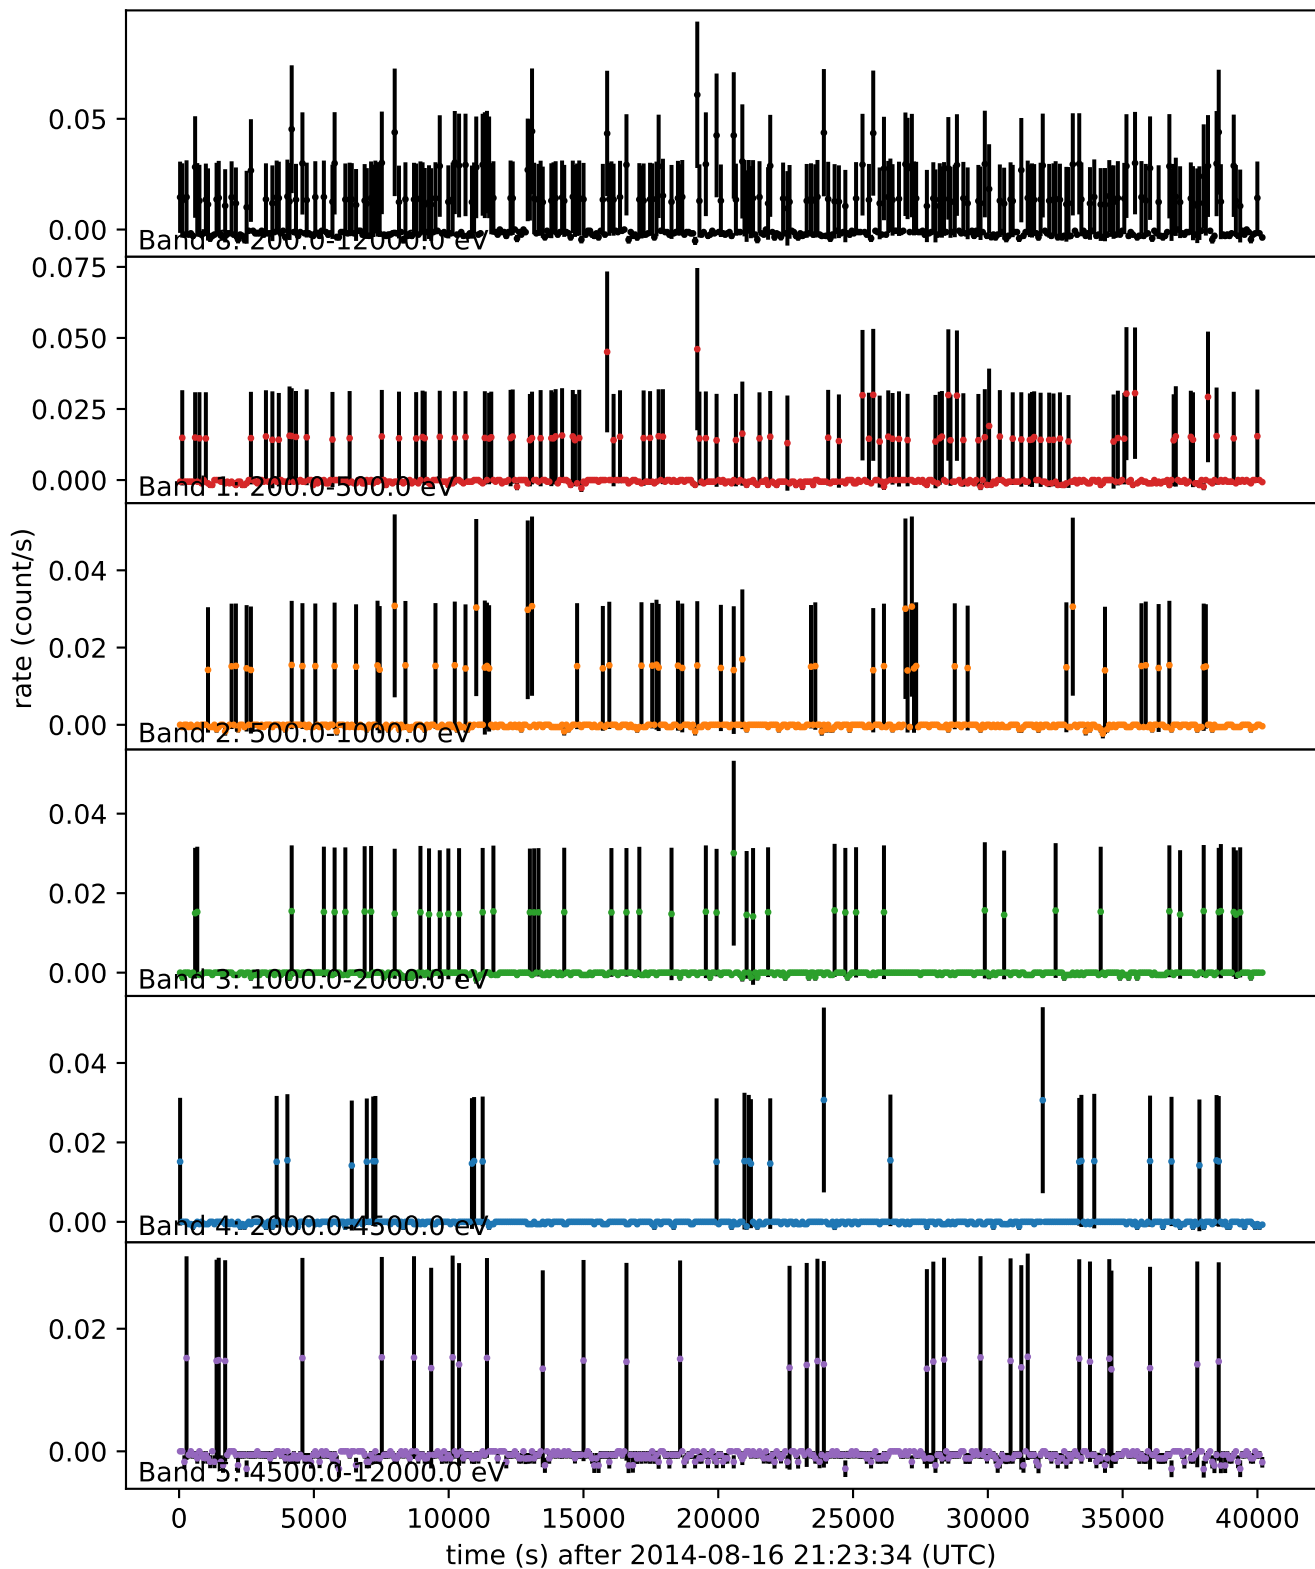 0.05
0.00
Band 8: 200.0-12000.0 eV
0.075
0.050
0.025
0.000
Band 1: 200.0-500.0 eV
rate (count/s)
0.04
0.02
0.00
Band 2: 500.0-1000.0 eV
0.04
0.02
0.00
Band 3: 1000.0-2000.0 eV
0.04
0.02
0.00
Band 4: 2000.0-4500.0 eV
0.02
0.00
Band 5: 4500.0-12000.0 eV
0 5000 10000 15000 20000 25000 30000 35000 40000
time (s) after 2014-08-16 21:23:34 (UTC)